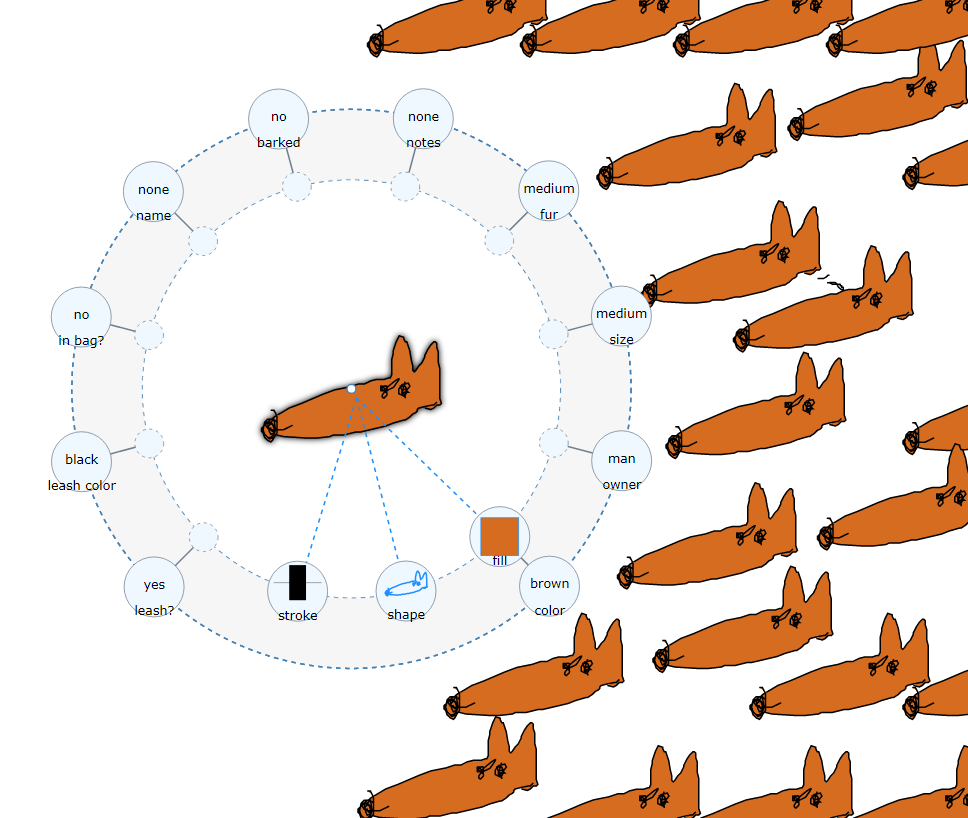 no
barked
none
notes
none
name
medium
fur
no
in bag?
medium
size
black
leash color
man
owner
yes
leash?
stroke
shape
fill
brown
color